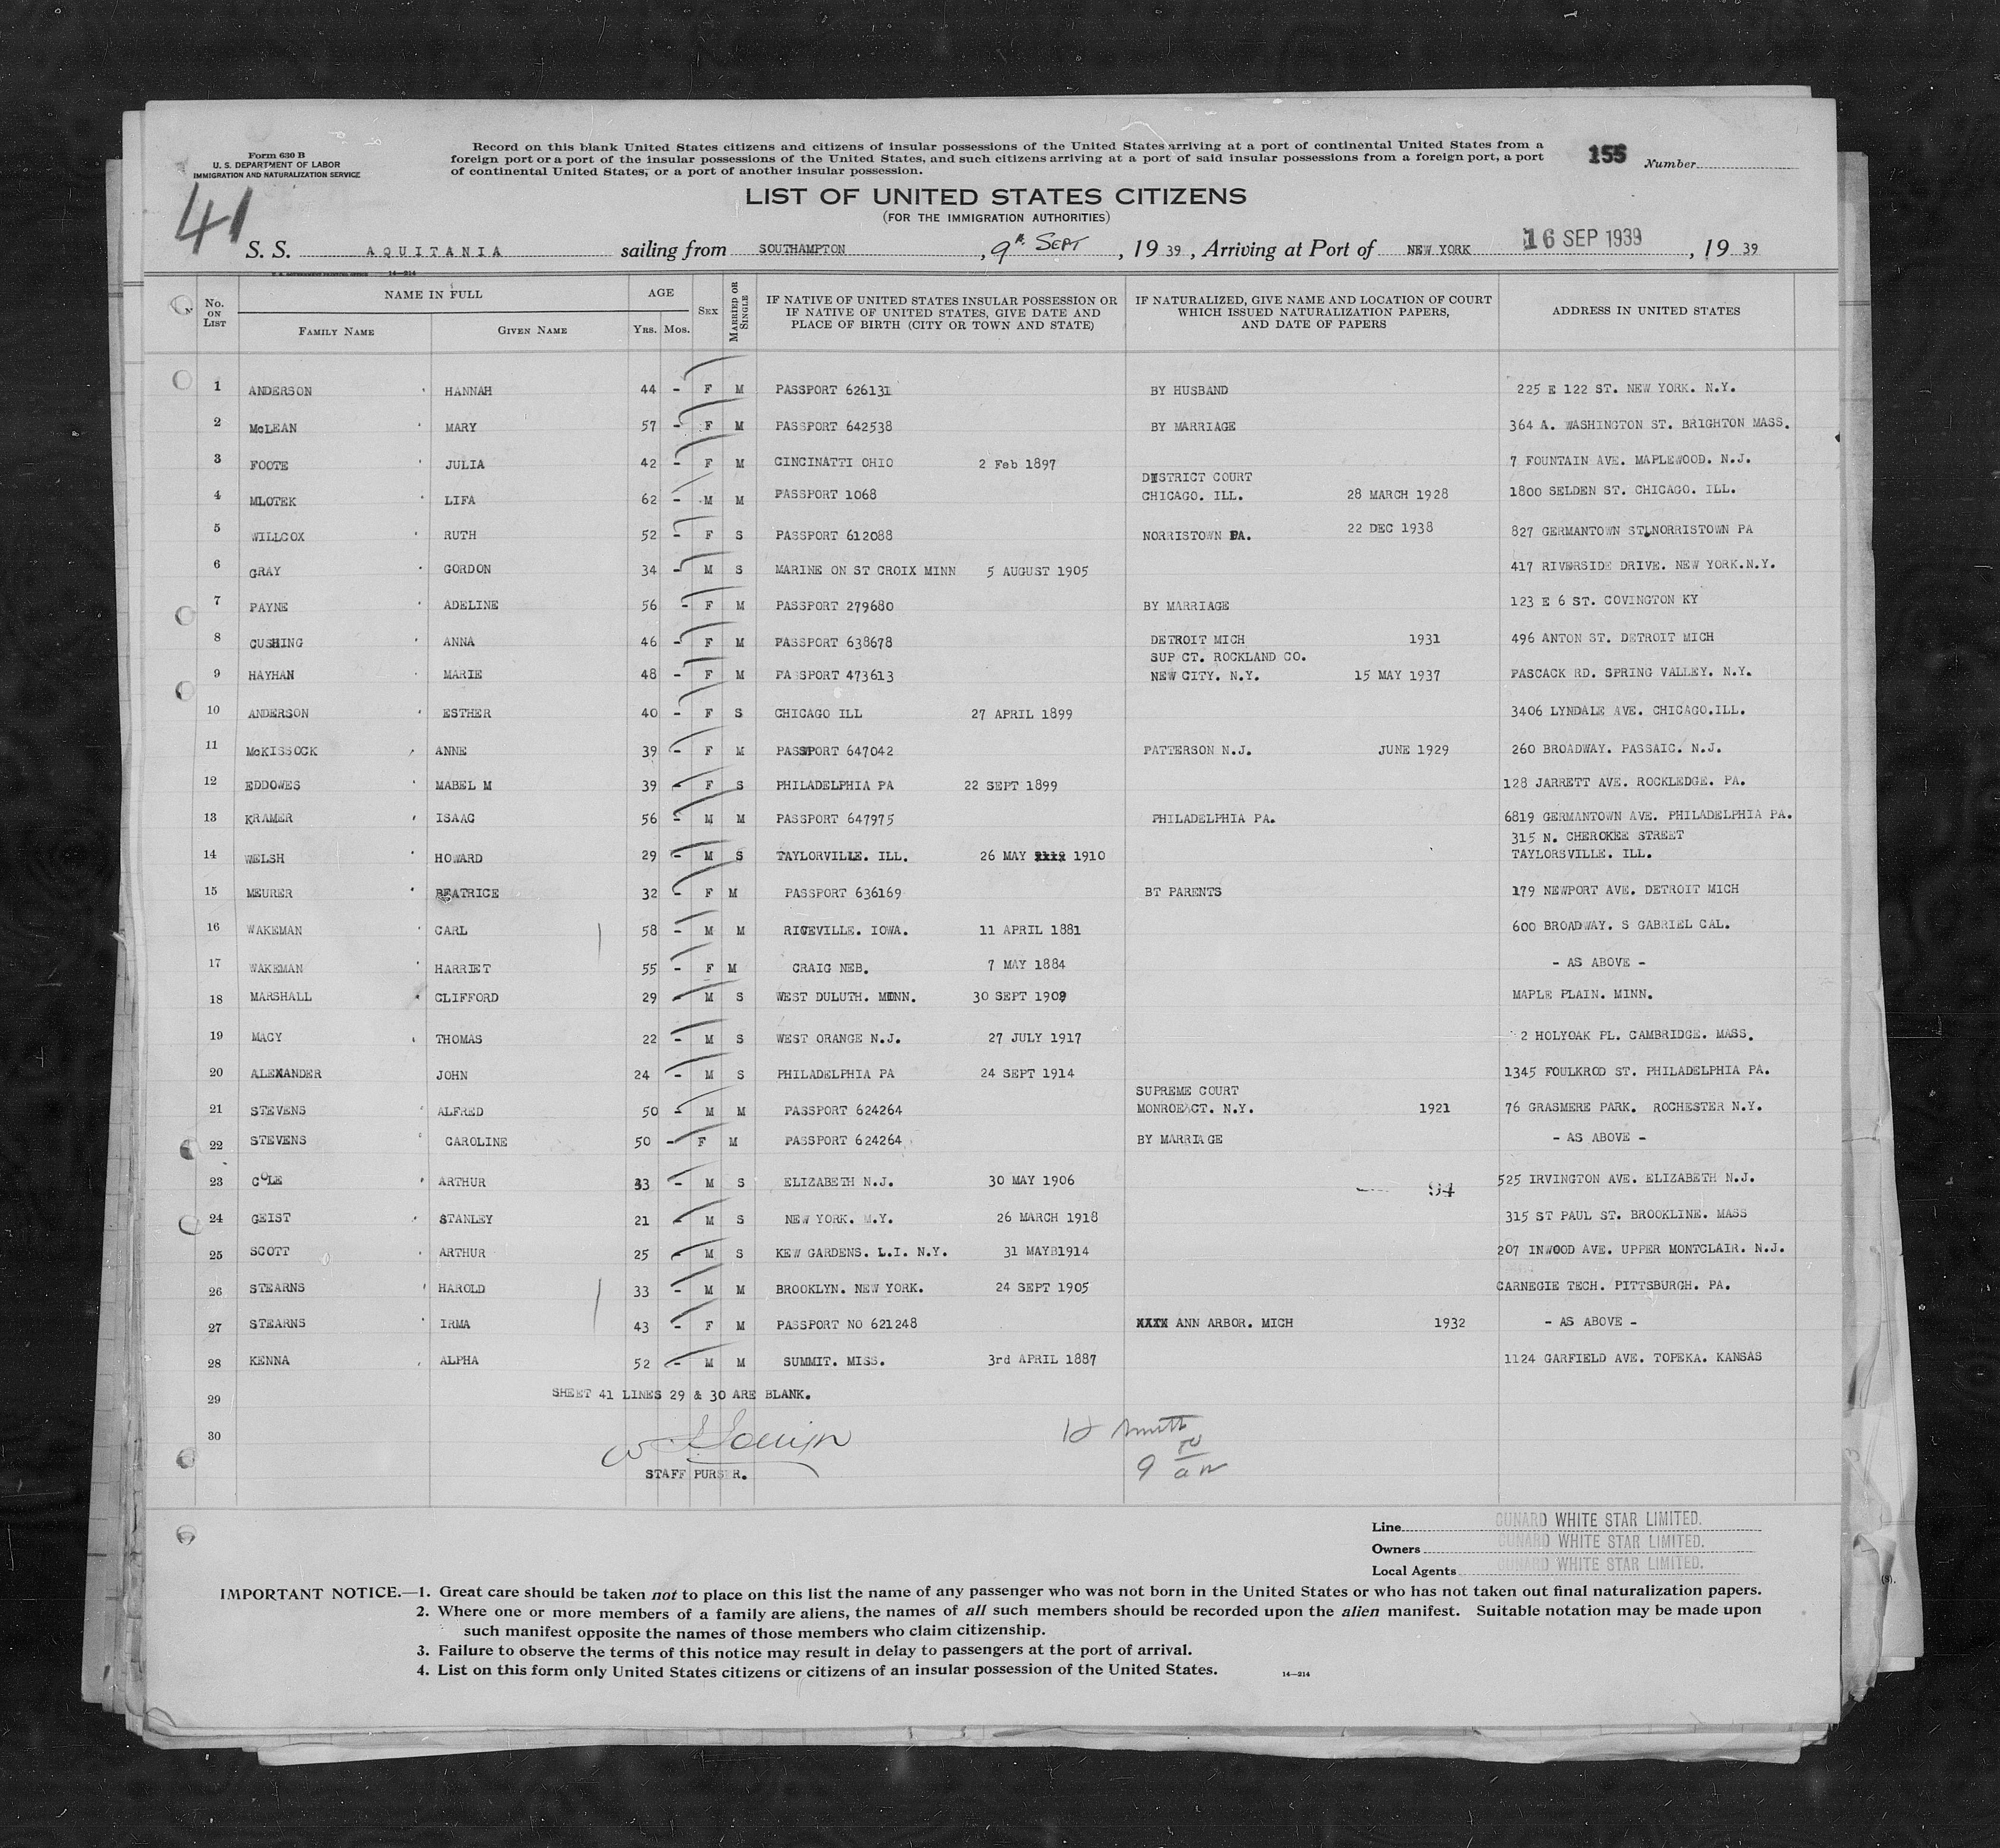 Form 630 B
U. S. DEPARTMENT OF LABOR
IMMIGRATION AND NATURALIZATION SERVICE
Record on this blank United States citizens and citizens of insular possessions of the United States arriving at a port of continental United States from a
foreign port or a port of the insular possessions of the United States, and such citizens arriving at a port of said insular possessions from a foreign port, a port
of continental United States, or a port of another insular possession.
155 Number
41
LIST OF UNITED STATES CITIZENS
(FOR THE IMMIGRATION AUTHORITIES)
S. S. AQUITANIA sailing from SOUTHAMPTON, 9th SEPT, 19 39, Arriving at Port of NEW YORK 16 SEP 1939, 19 39
U. S. GOVERNMENT PRINTING OFFICE 14—214
No. ON LIST NAME IN FULL FAMILY NAME GIVEN NAME AGE YRS. MOS. SEX MARRIED OR SINGLE
IF NATIVE OF UNITED STATES INSULAR POSSESSION OR IF NATIVE OF UNITED STATES, GIVE DATE AND PLACE OF BIRTH (CITY OR TOWN AND STATE)
IF NATURALIZED, GIVE NAME AND LOCATION OF COURT WHICH ISSUED NATURALIZATION PAPERS, AND DATE OF PAPERS
ADDRESS IN UNITED STATES
1 ANDERSON HANNAH 44 - F M PASSPORT 626131 BY HUSBAND 225 E 122 ST. NEW YORK. N.Y.
2 McLEAN MARY 57 - F M PASSPORT 642538 BY MARRIAGE 364 A. WASHINGTON ST. BRIGHTON MASS.
3 FOOTE JULIA 42 - F M CINCINATTI OHIO 2 Feb 1897 7 FOUNTAIN AVE. MAPLEWOOD. N.J.
DISTRICT COURT
4 MLOTEK LIFA 62 - M M PASSPORT 1068 CHICAGO. ILL. 28 MARCH 1928 1800 SELDEN ST. CHICAGO. ILL.
5 WILLCOX RUTH 52 - F S PASSPORT 612088 NORRISTOWN PA. 22 DEC 1938 827 GERMANTOWN ST. NORRISTOWN PA
6 GRAY GORDON 34 - M S MARINE ON ST CROIX MINN 5 AUGUST 1905 417 RIVERSIDE DRIVE. NEW YORK.N.Y.
7 PAYNE ADELINE 56 - F M PASSPORT 279680 BY MARRIAGE 123 E 6 ST. COVINGTON KY
8 CUSHING ANNA 46 - F M PASSPORT 638678 DETROIT MICH 1931 496 ANTON ST. DETROIT MICH
SUP CT. ROCKLAND CO.
9 HAYHAN MARIE 48 - F M PASSPORT 473613 NEW CITY. N.Y. 15 MAY 1937 PASCACK RD. SPRING VALLEY. N.Y.
10 ANDERSON ESTHER 40 - F S CHICAGO ILL 27 APRIL 1899 3406 LYNDALE AVE. CHICAGO.ILL.
11 McKISSOCK ANNE 39 - F M PASSPORT 647042 PATTERSON N.J. JUNE 1929 260 BROADWAY. PASSAIC. N.J.
12 EDDOWES MABEL M 39 - F S PHILADELPHIA PA 22 SEPT 1899 128 JARRETT AVE. ROCKLEDGE. PA.
13 KRAMER ISAAC 56 - M M PASSPORT 647975 PHILADELPHIA PA. 6819 GERMANTOWN AVE. PHILADELPHIA PA.
315 N. CHEROKEE STREET
14 WELSH HOWARD 29 - M S TAYLORVILLE. ILL. 26 MAY 1910 TAYLORSVILLE. ILL.
15 MEURER BEATRICE 32 - F M PASSPORT 636169 BT PARENTS 179 NEWPORT AVE. DETROIT MICH
16 WAKEMAN CARL 58 - M M RICEVILLE. IOWA. 11 APRIL 1881 600 BROADWAY. S GABRIEL CAL.
17 WAKEMAN HARRIET 55 - F M CRAIG NEB. 7 MAY 1884 - AS ABOVE -
18 MARSHALL CLIFFORD 29 - M S WEST DULUTH. MINN. 30 SEPT 1909 MAPLE PLAIN. MINN.
19 MACY THOMAS 22 - M S WEST ORANGE N.J. 27 JULY 1917 2 HOLYOAK PL. CAMBRIDGE. MASS.
20 ALEXANDER JOHN 24 - M S PHILADELPHIA PA 24 SEPT 1914 1345 FOULKROD ST. PHILADELPHIA PA.
SUPREME COURT
21 STEVENS ALFRED 50 - M M PASSPORT 624264 MONROE CT. N.Y. 1921 76 GRASMERE PARK. ROCHESTER N.Y.
22 STEVENS CAROLINE 50 - F M PASSPORT 624264 BY MARRIAGE - AS ABOVE -
23 COLE ARTHUR 33 - M S ELIZABETH N.J. 30 MAY 1906 94 525 IRVINGTON AVE. ELIZABETH N.J.
24 GEIST STANLEY 21 - M S NEW YORK. M.Y. 26 MARCH 1918 315 ST PAUL ST. BROOKLINE. MASS
25 SCOTT ARTHUR 25 - M S KEW GARDENS. L.I. N.Y. 31 MAYB1914 207 INWOOD AVE. UPPER MONTCLAIR. N.J.
26 STEARNS HAROLD 33 - M M BROOKLYN. NEW YORK. 24 SEPT 1905 CARNEGIE TECH. PITTSBURGH. PA.
27 STEARNS IRMA 43 - F M PASSPORT NO 621248 XXXX ANN ARBOR. MICH 1932 - AS ABOVE -
28 KENNA ALPHA 52 - M M SUMMIT. MISS. 3rd APRIL 1887 1124 GARFIELD AVE. TOPEKA. KANSAS
29 SHEET 41 LINES 29 & 30 ARE BLANK.
30
STAFF PURSER.
Line CUNARD WHITE STAR LIMITED.
Owners CUNARD WHITE STAR LIMITED.
Local Agents CUNARD WHITE STAR LIMITED.
IMPORTANT NOTICE.—1. Great care should be taken not to place on this list the name of any passenger who was not born in the United States or who has not taken out final naturalization papers.
2. Where one or more members of a family are aliens, the names of all such members should be recorded upon the alien manifest. Suitable notation may be made upon
such manifest opposite the names of those members who claim citizenship.
3. Failure to observe the terms of this notice may result in delay to passengers at the port of arrival.
4. List on this form only United States citizens or citizens of an insular possession of the United States. 14—214